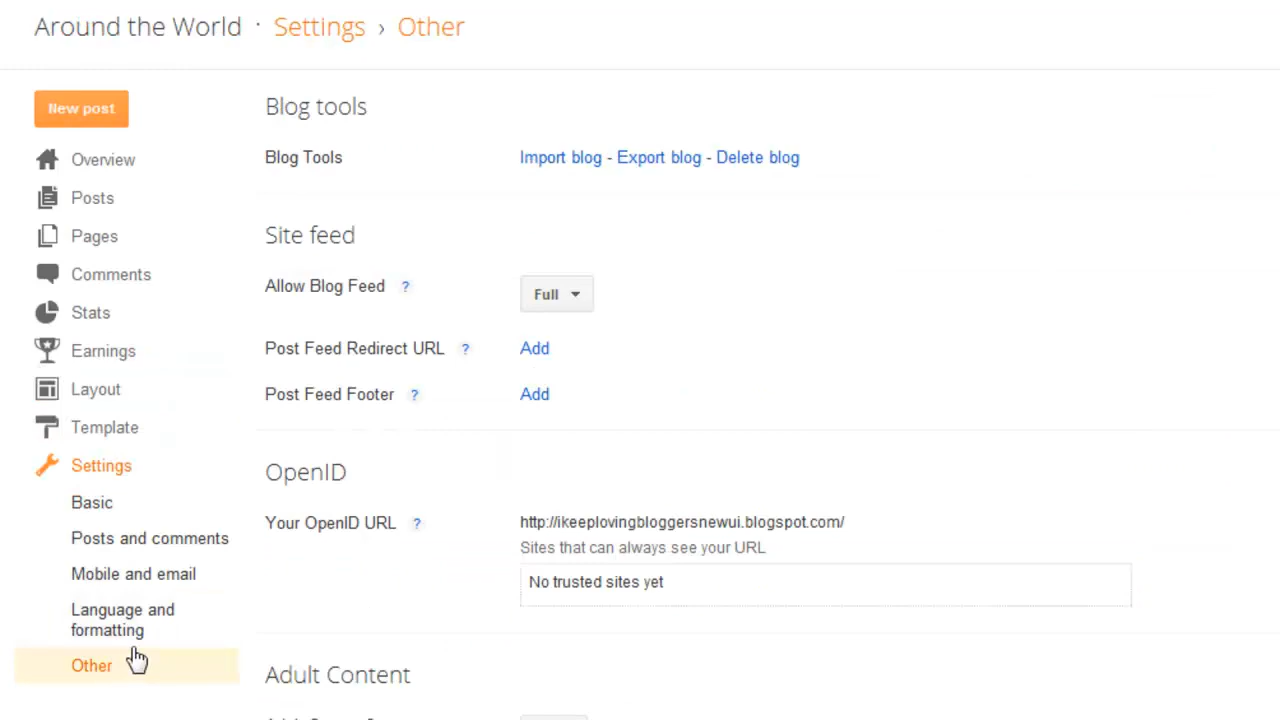 Around the World · Settings › Other
New post
Overview
Posts
Pages
Comments
Stats
Earnings
Layout
Template
Settings
Basic
Posts and comments
Mobile and email
Language and
formatting
Other
Blog tools
Blog Tools Import blog - Export blog - Delete blog
Site feed
Allow Blog Feed ? Full
Post Feed Redirect URL ? Add
Post Feed Footer ? Add
OpenID
Your OpenID URL ? http://ikeeplovingbloggersnewui.blogspot.com/
Sites that can always see your URL
No trusted sites yet
Adult Content